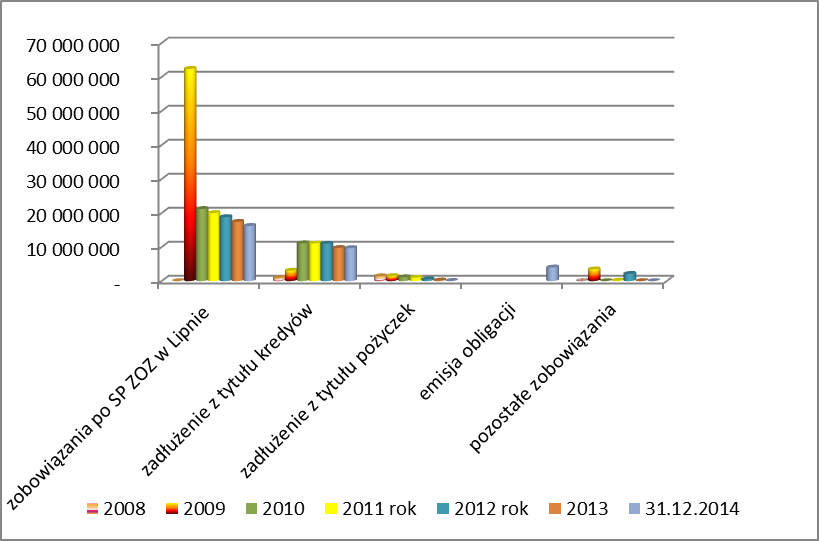 70 000 000
60 000 000
50 000 000
40 000 000
30 000 000
20 000 000
10 000 000
-
zobowiązania po SP ZOZ w Lipnie
zadłużenie z tytułu kredyów
zadłużenie z tytułu pożyczek
emisja obligacji
pozostałe zobowiązania
2008 2009 2010 2011 rok 2012 rok 2013 31.12.2014